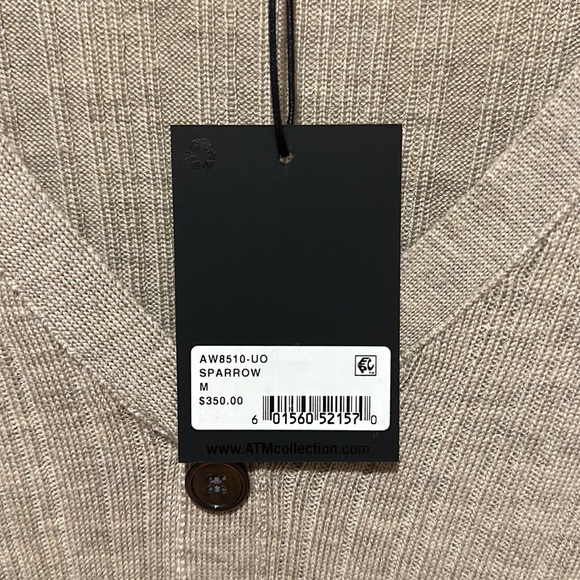 AW8510-UO
SPARROW
M
$350.00
6 01560 52157 0
www.ATMcollection.com